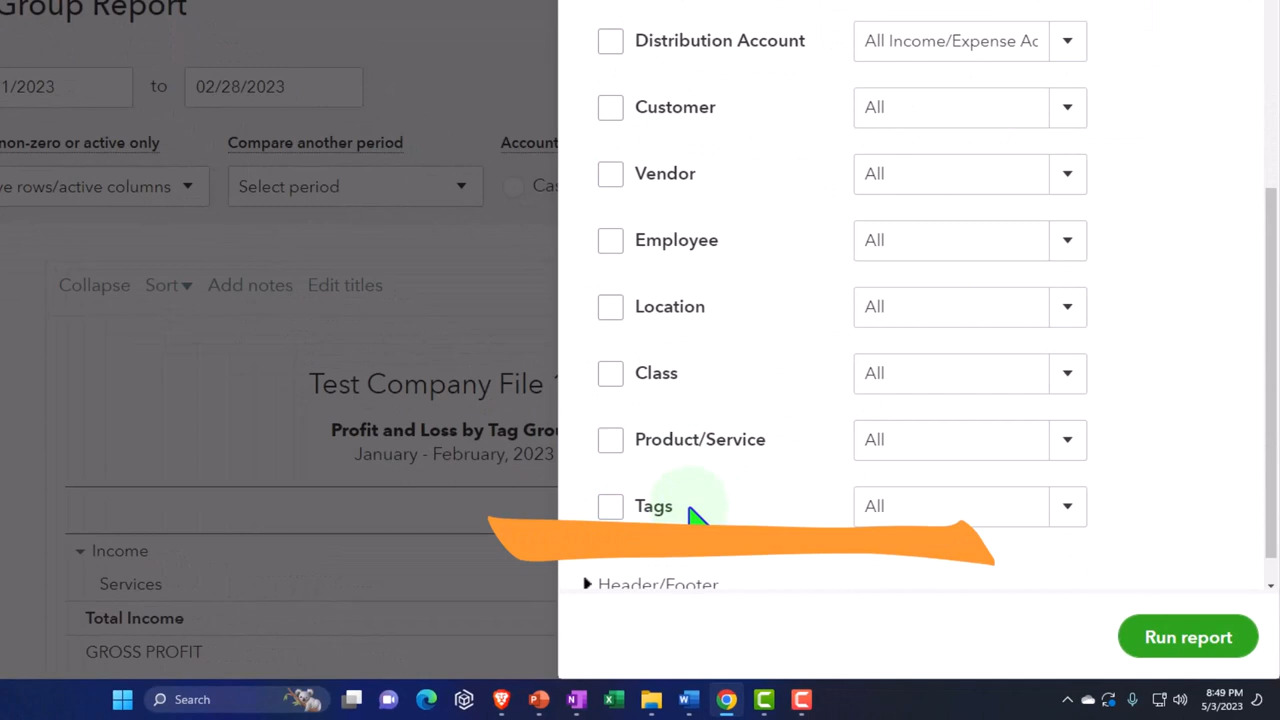 Group Report
1/2023 to 02/28/2023
non-zero or active only Compare another period Account
ve rows/active columns Select period Cas
Collapse Sort Add notes Edit titles
Test Company File
Profit and Loss by Tag Grou
January - February, 2023
Income
Services
Total Income
GROSS PROFIT
Distribution Account All Income/Expense Ac
Customer All
Vendor All
Employee All
Location All
Class All
Product/Service All
Tags All
Header/Footer
Run report
Search
8:49 PM
5/3/2023